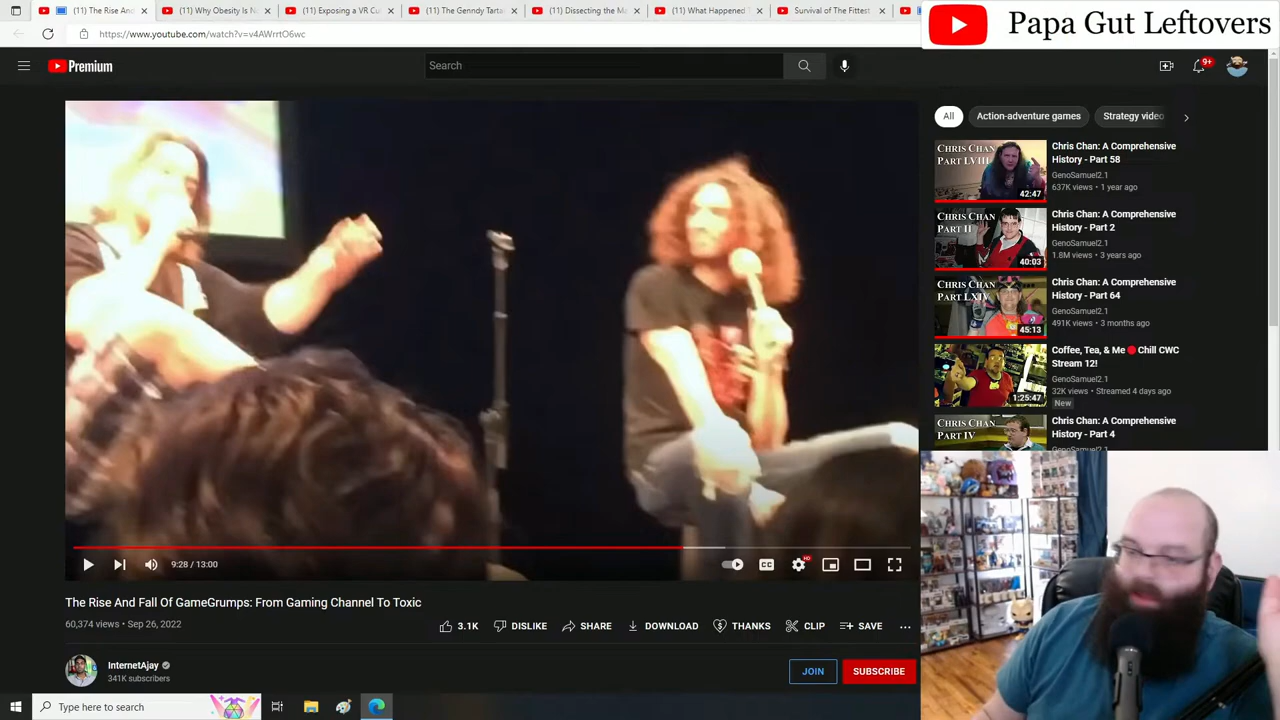 (11) The Rise And
(11) Why Obesity Is N
(11) Exposing a VR Cu
(11) The Genndy Tarta
(11) Dissecting the Ma
(11) What Happened T
Survival of The Fittest
Papa Gut Leftovers
https://www.youtube.com/watch?v=v4AWrrtO6wc
Premium
Search
9+
All
Action-adventure games
Strategy video
CHRIS CHAN
PART LVIII
42:47
Chris Chan: A Comprehensive
History - Part 58
GenoSamuel2.1
637K views • 1 year ago
CHRIS CHAN
PART II
40:03
Chris Chan: A Comprehensive
History - Part 2
GenoSamuel2.1
1.8M views • 3 years ago
CHRIS CHAN
PART LXIV
45:13
Chris Chan: A Comprehensive
History - Part 64
GenoSamuel2.1
491K views • 3 months ago
1:25:47
Coffee, Tea, & Me 🔴 Chill CWC
Stream 12!
GenoSamuel2.1
32K views • Streamed 4 days ago
New
CHRIS CHAN
PART IV
Chris Chan: A Comprehensive
History - Part 4
9:28 / 13:00
CC
HD
The Rise And Fall Of GameGrumps: From Gaming Channel To Toxic
60,374 views • Sep 26, 2022
3.1K
DISLIKE
SHARE
DOWNLOAD
THANKS
CLIP
SAVE
InternetAjay
341K subscribers
JOIN
SUBSCRIBE
Type here to search